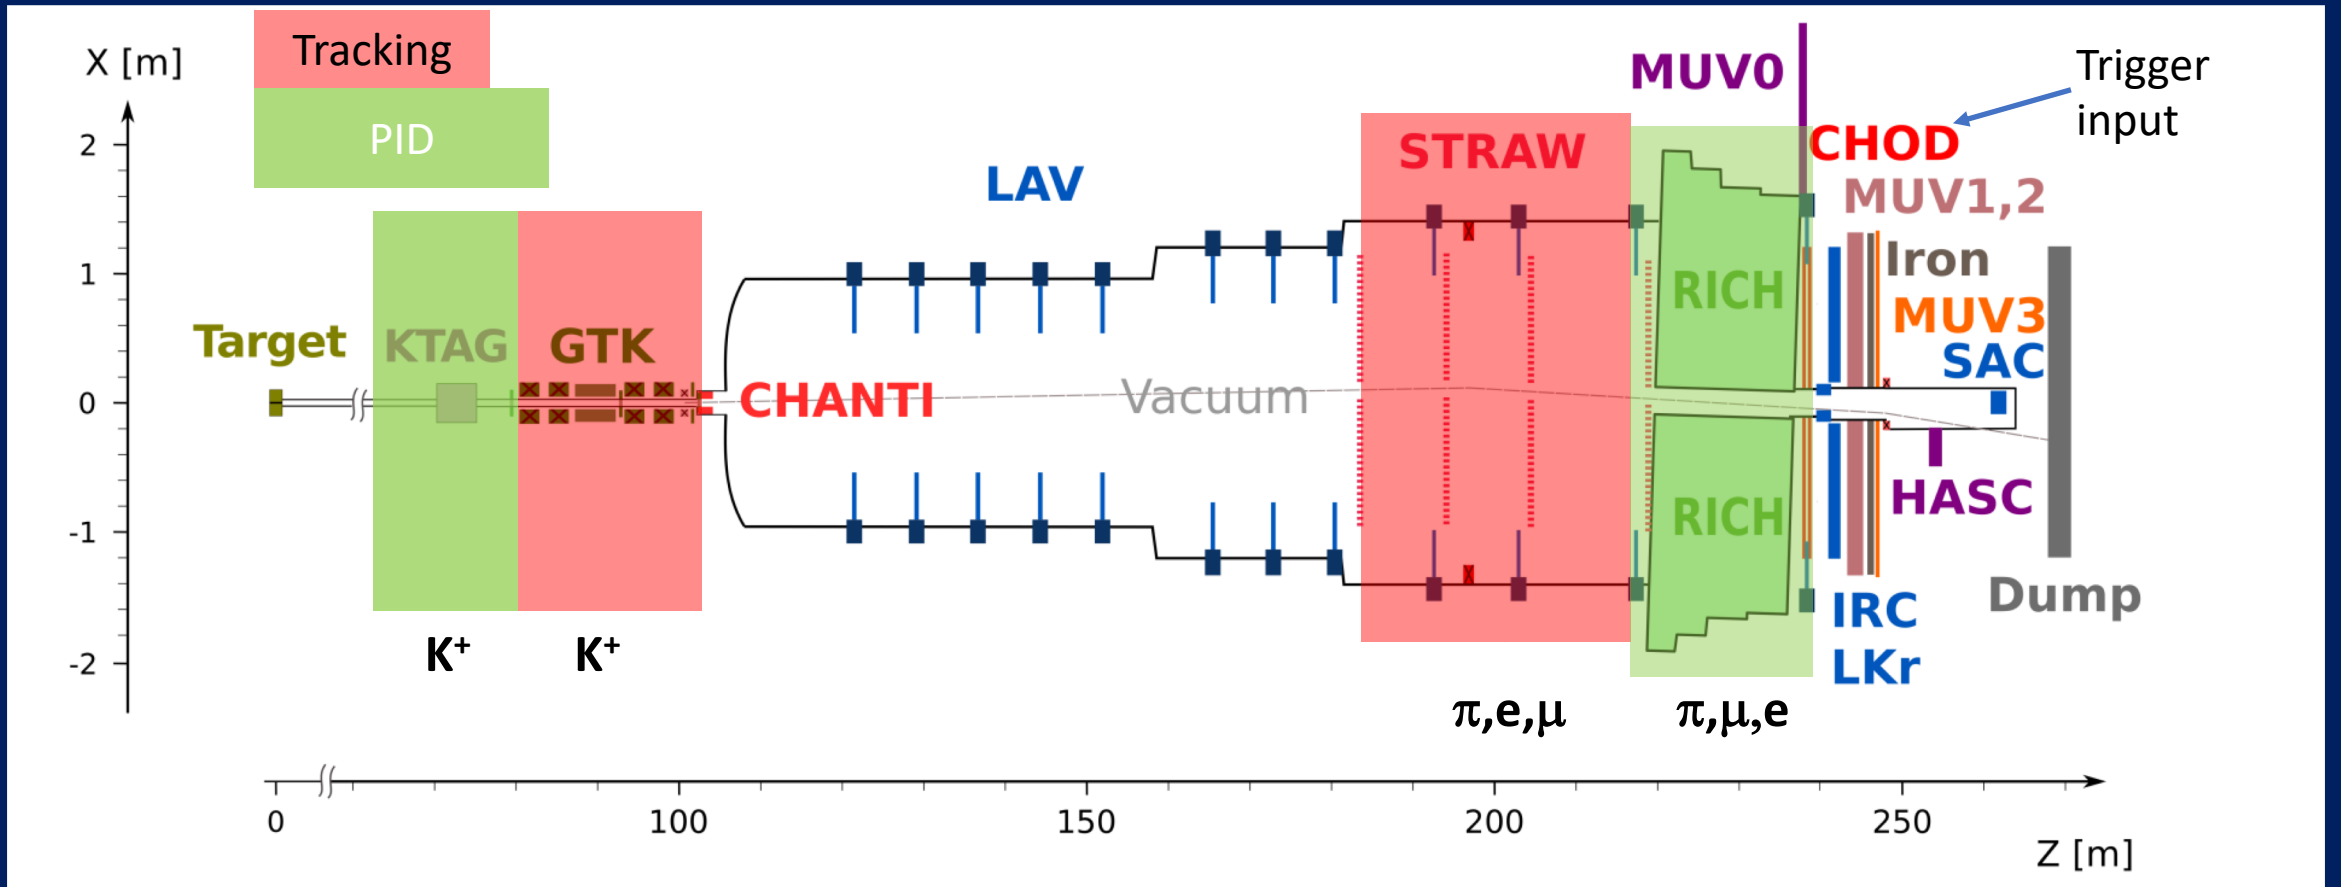 Tracking
PID
X [m]
2
1
0
-1
-2
Target
KTAG
GTK
CHANTI
LAV
Vacuum
STRAW
MUV0
RICH
RICH
CHOD
Trigger
input
MUV1,2
Iron
MUV3
SAC
HASC
Dump
IRC
LKr
K⁺
K⁺
π,e,μ
π,μ,e
0
100
150
200
250
Z [m]